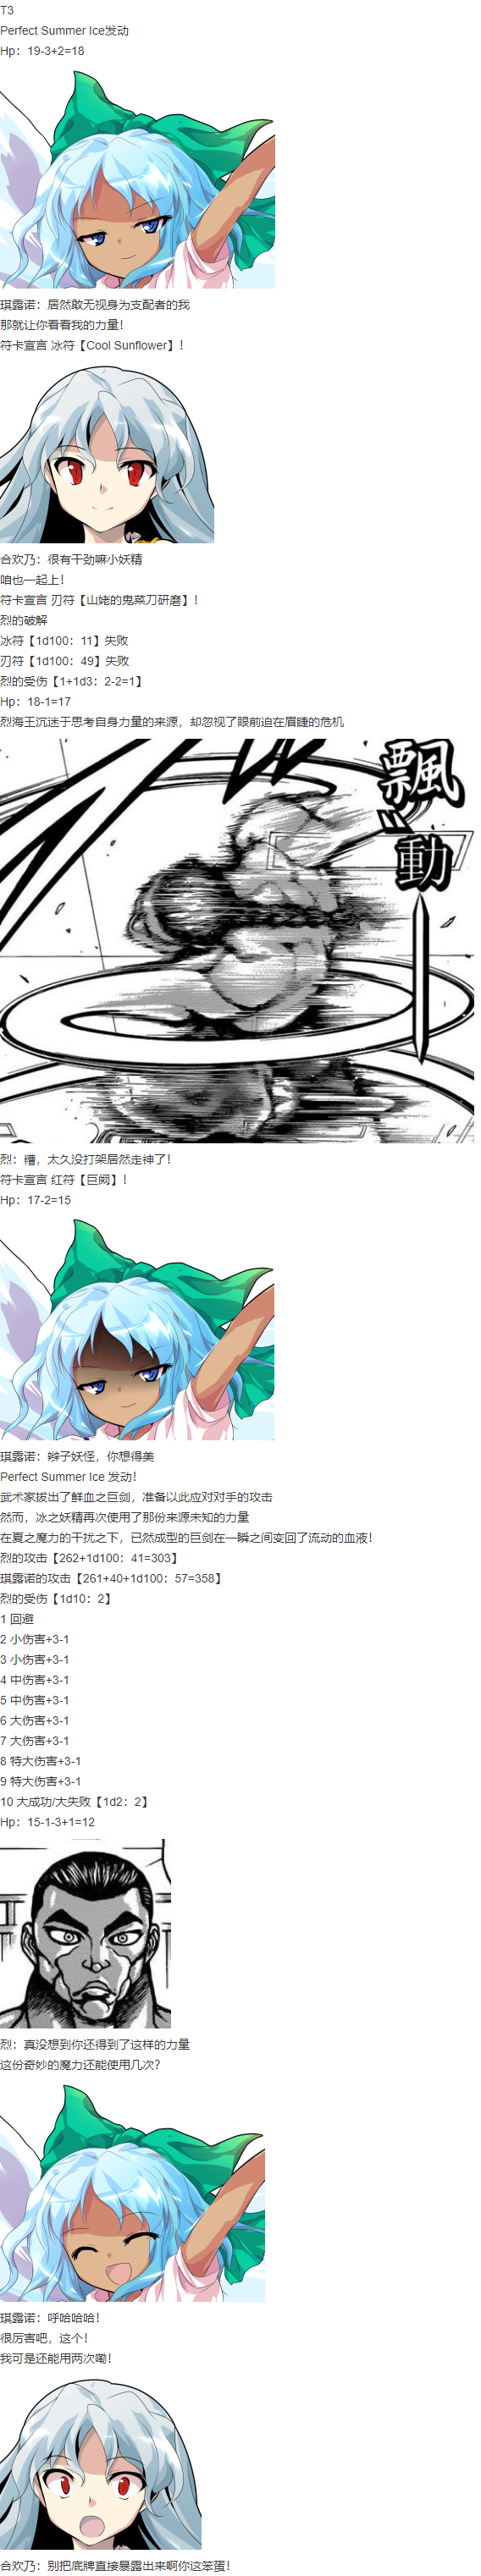 T3
Perfect Summer Ice发动
Hp：19-3+2=18
琪露诺：居然敢无视身为支配者的我
那就让你看看我的力量！
符卡宣言 冰符【Cool Sunflower】！
合欢乃：很有干劲嘛小妖精
咱也一起上！
符卡宣言 刃符【山姥的鬼菜刀研磨】！
烈的破解
冰符【1d100：11】失败
刃符【1d100：49】失败
烈的受伤【1+1d3：2-2=1】
Hp：18-1=17
烈海王沉迷于思考自身力量的来源，却忽视了眼前迫在眉睫的危机
飄動
烈：糟，太久没打架居然走神了！
符卡宣言 红符【巨阙】！
Hp：17-2=15
琪露诺：辫子妖怪，你想得美
Perfect Summer Ice 发动！
武术家拔出了鲜血之巨剑，准备以此应对对手的攻击
然而，冰之妖精再次使用了那份来源未知的力量
在夏之魔力的干扰之下，已然成型的巨剑在一瞬之间变回了流动的血液！
烈的攻击【262+1d100：41=303】
琪露诺的攻击【261+40+1d100：57=358】
烈的受伤【1d10：2】
1 回避
2 小伤害+3-1
3 小伤害+3-1
4 中伤害+3-1
5 中伤害+3-1
6 大伤害+3-1
7 大伤害+3-1
8 特大伤害+3-1
9 特大伤害+3-1
10 大成功/大失败【1d2：2】
Hp：15-1-3+1=12
烈：真没想到你还得到了这样的力量
这份奇妙的魔力还能使用几次？
琪露诺：呼哈哈哈！
很厉害吧，这个！
我可是还能用两次嘞！
合欢乃：别把底牌直接暴露出来啊你这笨蛋！